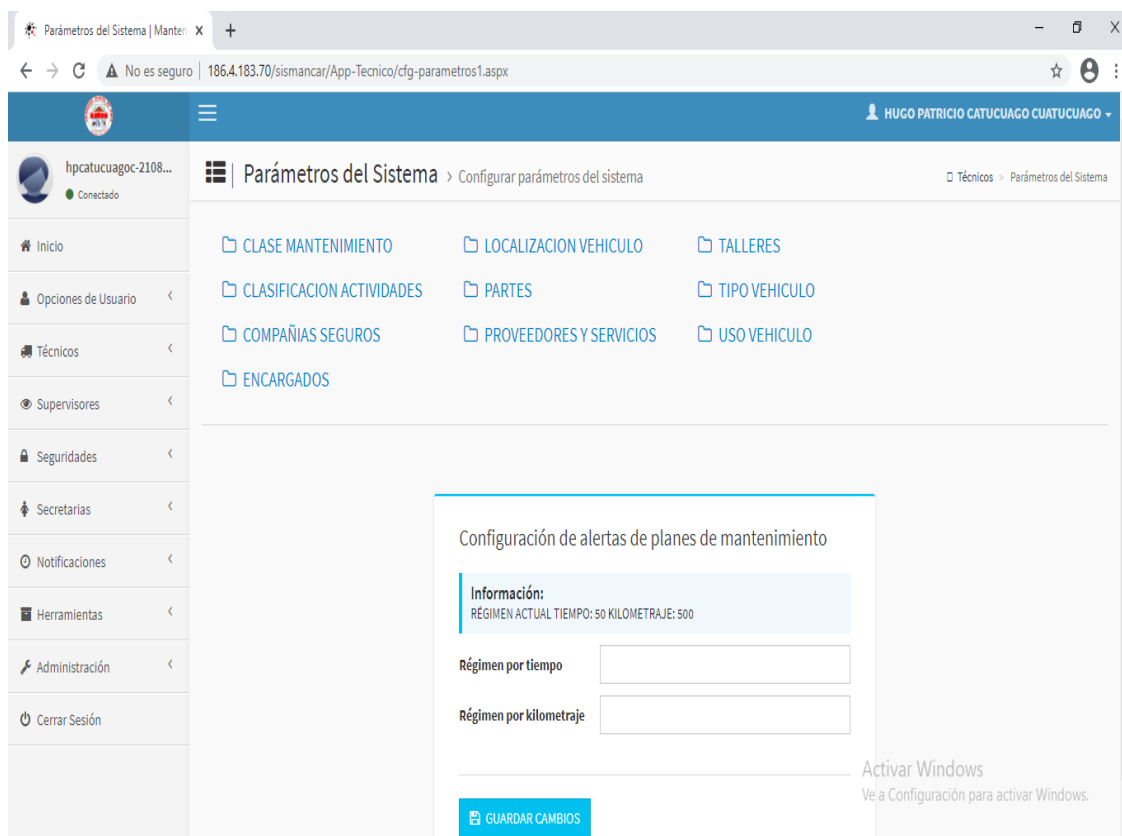 Parámetros del Sistema | Manten
No es seguro | 186.4.183.70/sismancar/App-Tecnico/cfg-parametros1.aspx
HUGO PATRICIO CATUCUAGO CUATUCUAGO
hpcatucuagoc-2108...
Conectado
Parámetros del Sistema > Configurar parámetros del sistema
Técnicos > Parámetros del Sistema
Inicio
Opciones de Usuario
Técnicos
Supervisores
Seguridades
Secretarias
Notificaciones
Herramientas
Administración
Cerrar Sesión
CLASE MANTENIMIENTO
LOCALIZACION VEHICULO
TALLERES
CLASIFICACION ACTIVIDADES
PARTES
TIPO VEHICULO
COMPAÑIAS SEGUROS
PROVEEDORES Y SERVICIOS
USO VEHICULO
ENCARGADOS
Configuración de alertas de planes de mantenimiento
Información:
RÉGIMEN ACTUAL TIEMPO: 50 KILOMETRAJE: 500
Régimen por tiempo
Régimen por kilometraje
GUARDAR CAMBIOS
Activar Windows
Ve a Configuración para activar Windows.